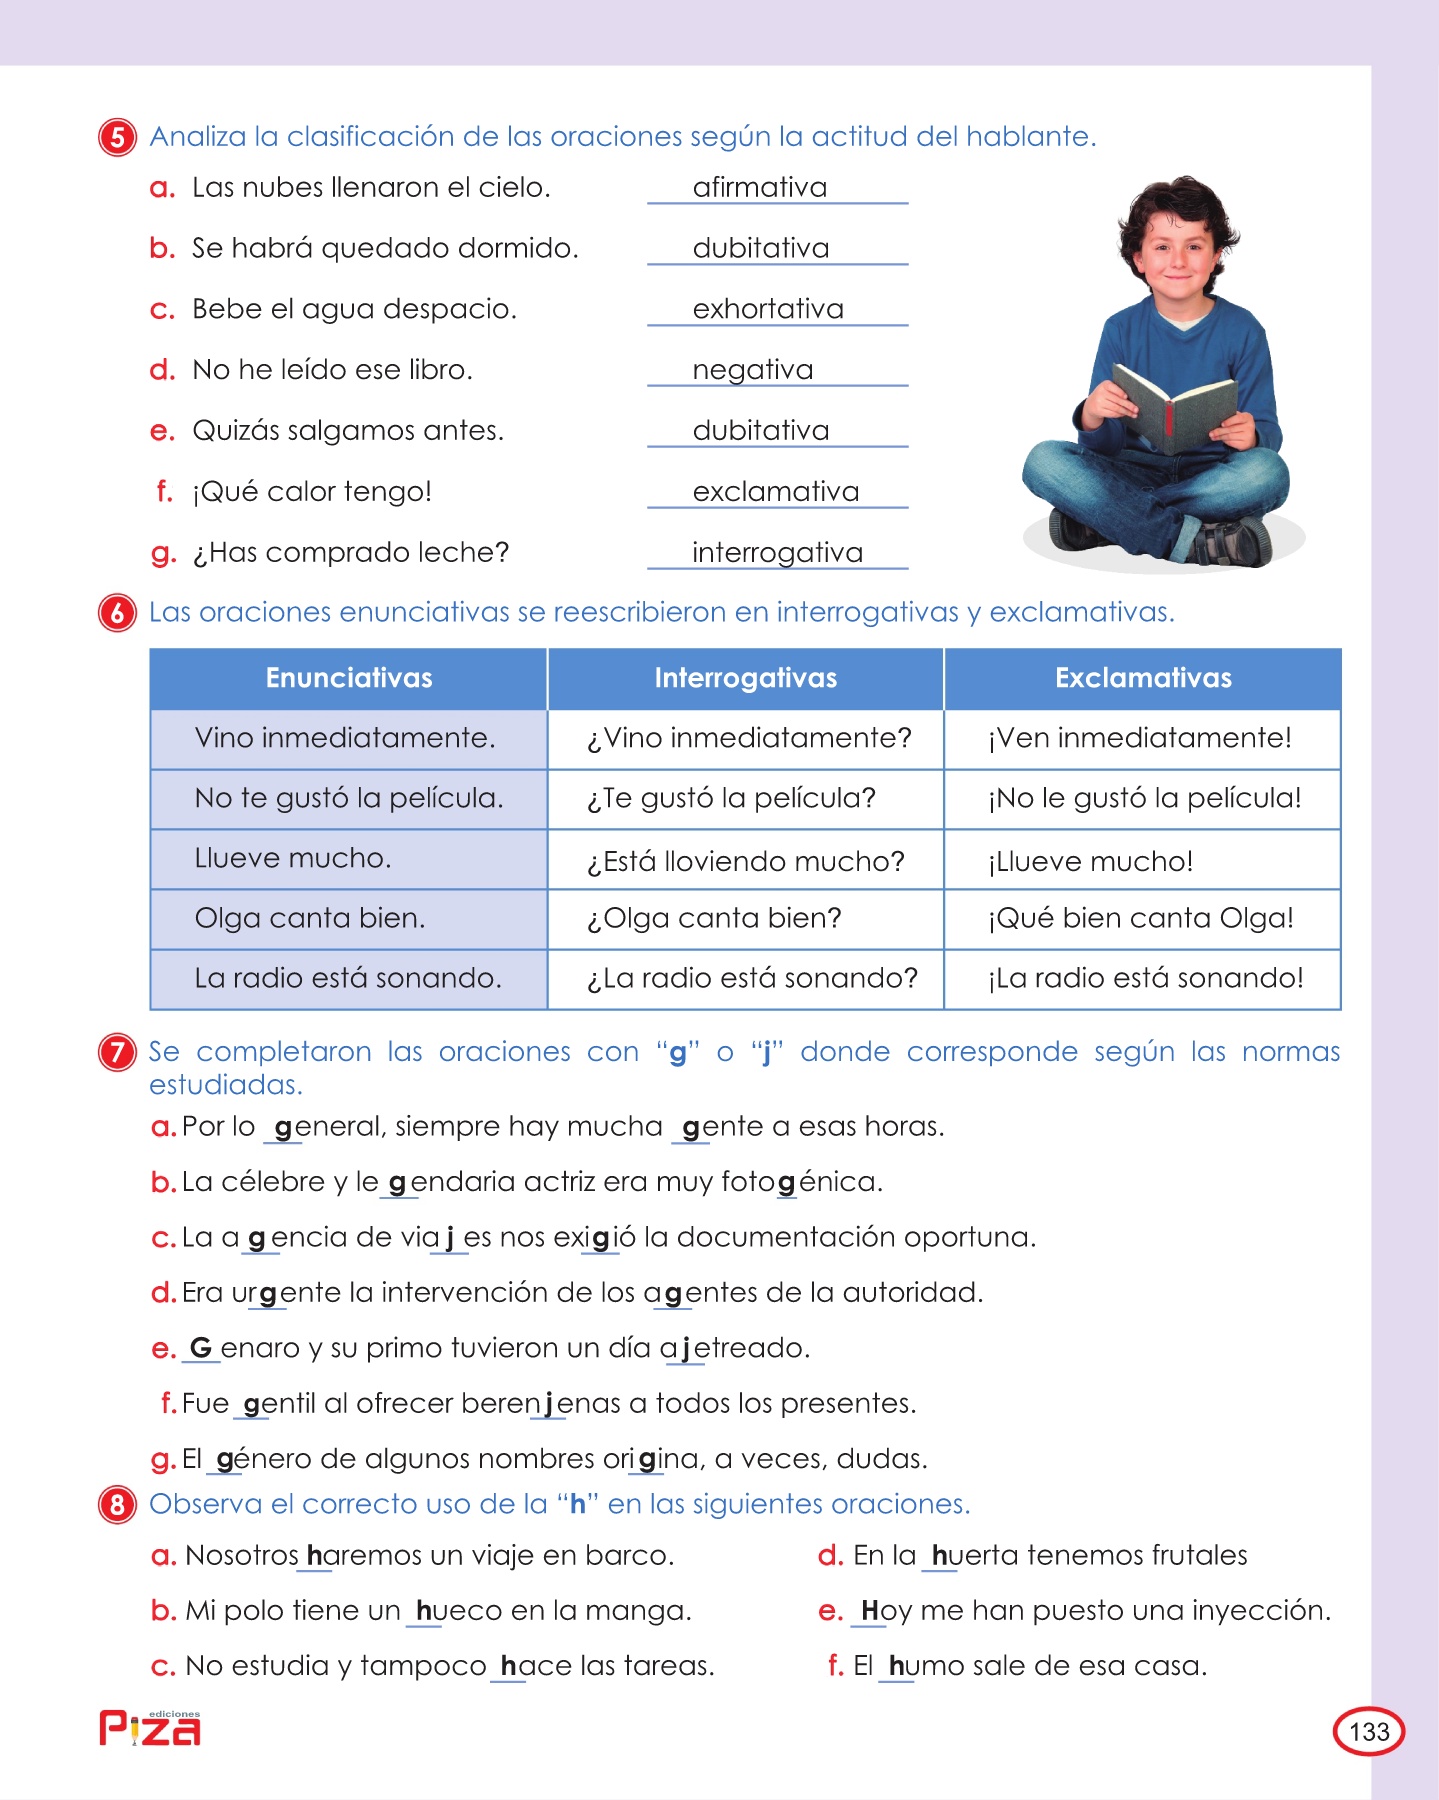 5 Analiza la clasificación de las oraciones según la actitud del hablante.
a. Las nubes llenaron el cielo. afirmativa
b. Se habrá quedado dormido. dubitativa
c. Bebe el agua despacio. exhortativa
d. No he leído ese libro. negativa
e. Quizás salgamos antes. dubitativa
f. ¡Qué calor tengo! exclamativa
g. ¿Has comprado leche? interrogativa
6 Las oraciones enunciativas se reescribieron en interrogativas y exclamativas.
Enunciativas Interrogativas Exclamativas
Vino inmediatamente. ¿Vino inmediatamente? ¡Ven inmediatamente!
No te gustó la película. ¿Te gustó la película? ¡No le gustó la película!
Llueve mucho. ¿Está lloviendo mucho? ¡Llueve mucho!
Olga canta bien. ¿Olga canta bien? ¡Qué bien canta Olga!
La radio está sonando. ¿La radio está sonando? ¡La radio está sonando!
7 Se completaron las oraciones con “g” o “j” donde corresponde según las normas
estudiadas.
a. Por lo general, siempre hay mucha gente a esas horas.
b. La célebre y legendaria actriz era muy fotogénica.
c. La agencia de viajes nos exigió la documentación oportuna.
d. Era urgente la intervención de los agentes de la autoridad.
e. Genaro y su primo tuvieron un día ajetreado.
f. Fue gentil al ofrecer berenjenas a todos los presentes.
g. El género de algunos nombres origina, a veces, dudas.
8 Observa el correcto uso de la “h” en las siguientes oraciones.
a. Nosotros haremos un viaje en barco.
b. Mi polo tiene un hueco en la manga.
c. No estudia y tampoco hace las tareas.
d. En la huerta tenemos frutales
e. Hoy me han puesto una inyección.
f. El humo sale de esa casa.
ediciones
Piza
133